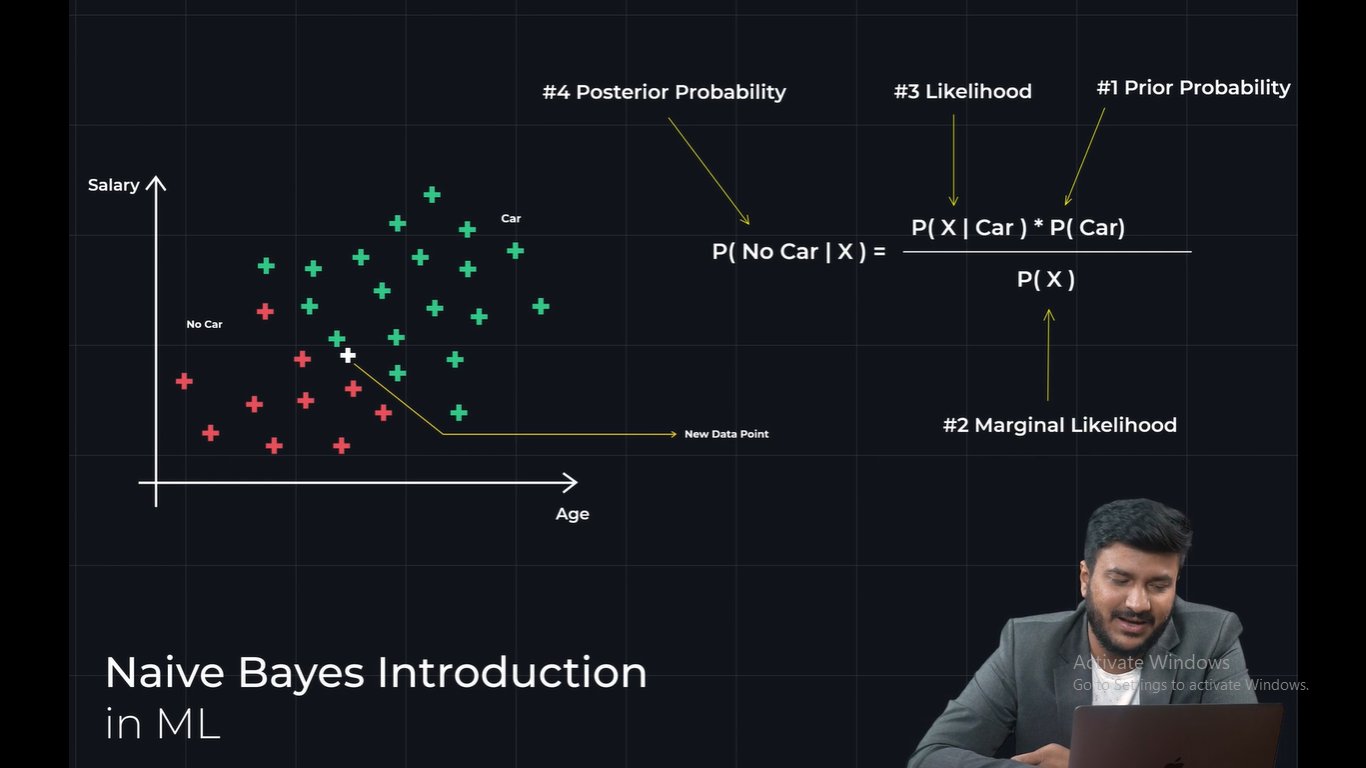 #4 Posterior Probability
#3 Likelihood
#1 Prior Probability
Salary
Car
P( X | Car ) * P( Car)
P( No Car | X ) =
P( X )
No Car
#2 Marginal Likelihood
New Data Point
Age
Naive Bayes Introduction
in ML
Activate Windows
Go to Settings to activate Windows.